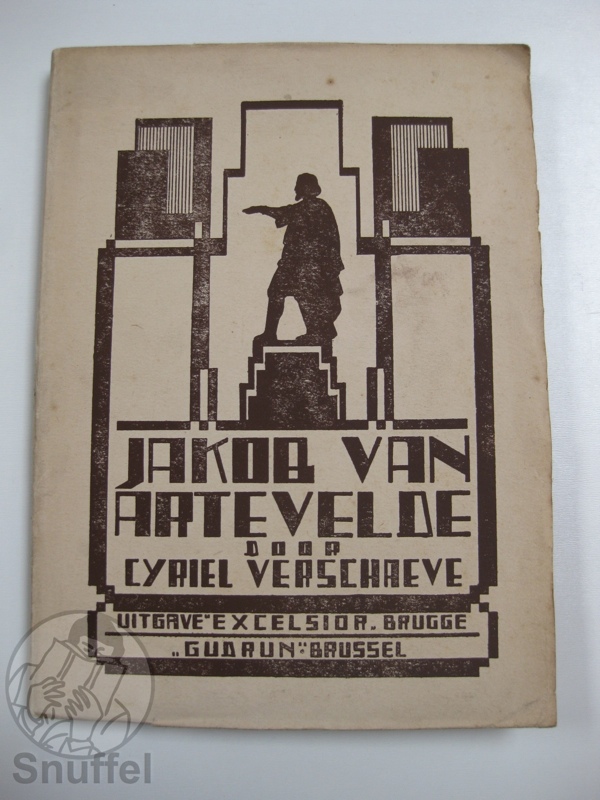 JAKOB VAN
ARTEVELDE
DOOR
CYRIEL VERSCHAEVE
UITGAVE "EXCELSIOR" BRUGGE
„GUDRUN": BRUSSEL
Snuffel